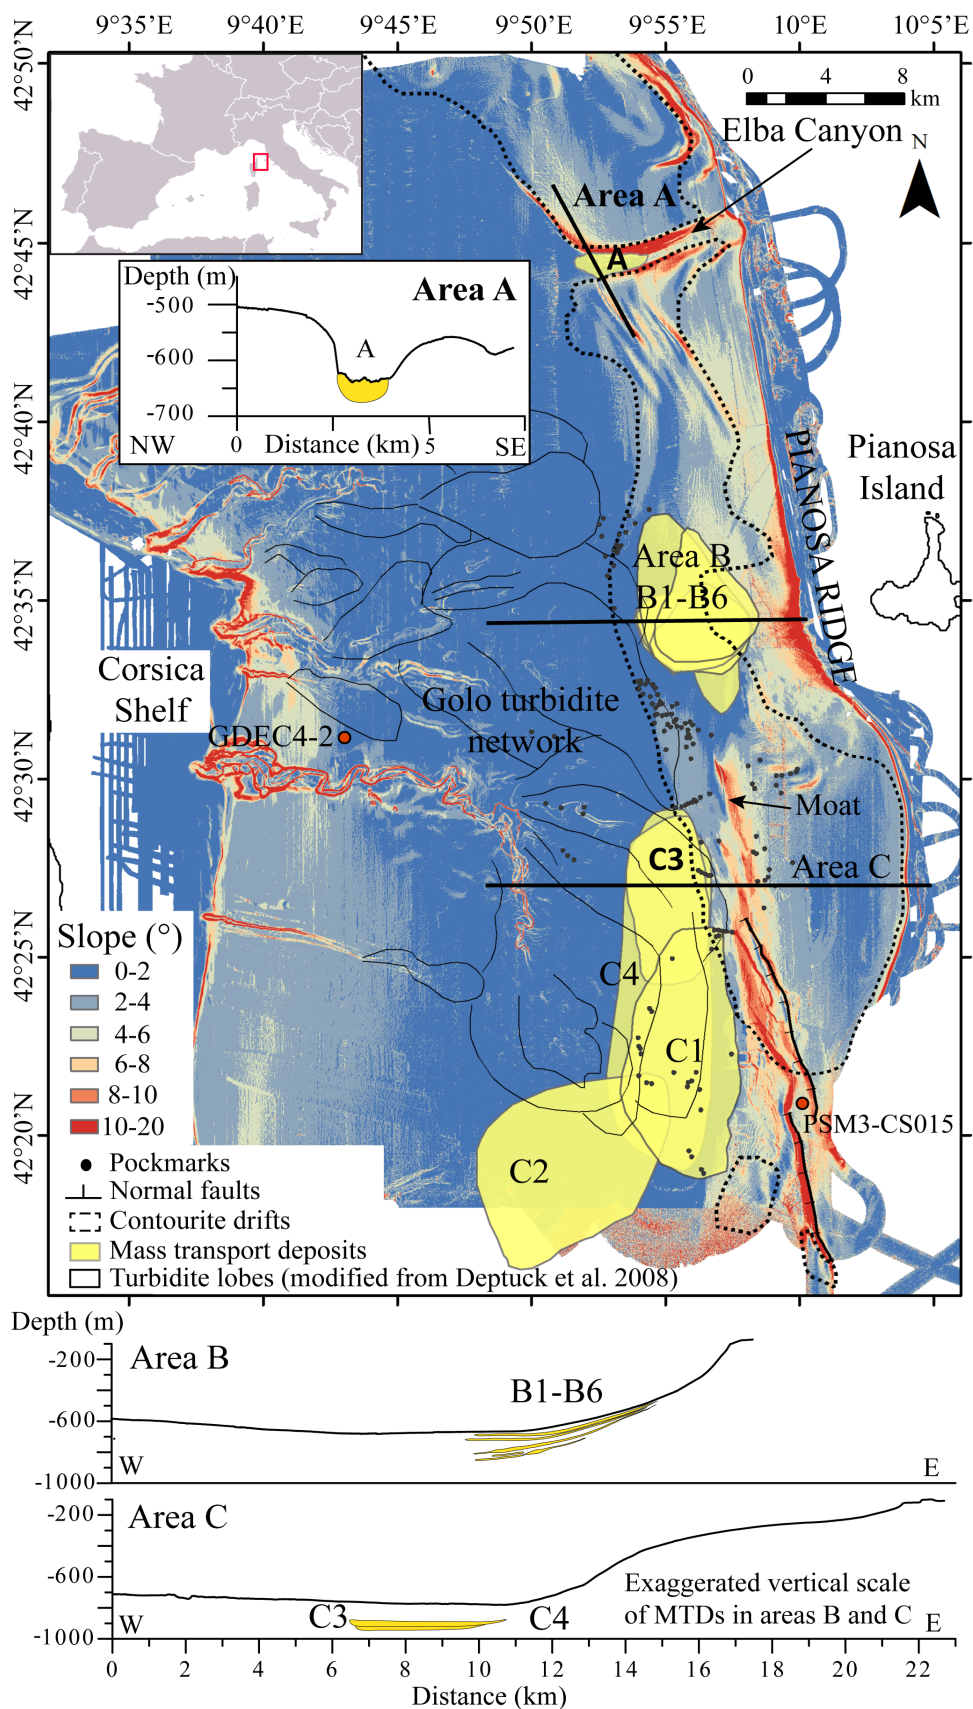 9°35’E 9°40’E 9°45’E 9°50’E 9°55’E 10°E 10°5’E
42°50’N
42°45’N
42°40’N
42°35’N
42°30’N
42°25’N
42°20’N
0 4 8
km
Elba Canyon
N
Area A
A
Depth (m)
Area A
-500
-600
-700
A
NW
0 Distance (km) 5
SE
PIANOSA RIDGE
Pianosa
Island
Area B
B1-B6
Corsica
Shelf
Golo turbidite
network
GDEC4-2
Moat
C3
Area C
C4
C1
C2
PSM3-CS015
Slope (°)
0-2
2-4
4-6
6-8
8-10
10-20
Pockmarks
Normal faults
Contourite drifts
Mass transport deposits
Turbidite lobes (modified from Deptuck et al. 2008)
Depth (m)
-200
Area B
B1-B6
-600
W
E
-1000
-200
Area C
-600
Exaggerated vertical scale
of MTDs in areas B and C
C3
C4
W
E
-1000
0 2 4 6 8 10 12 14 16 18 20 22
Distance (km)